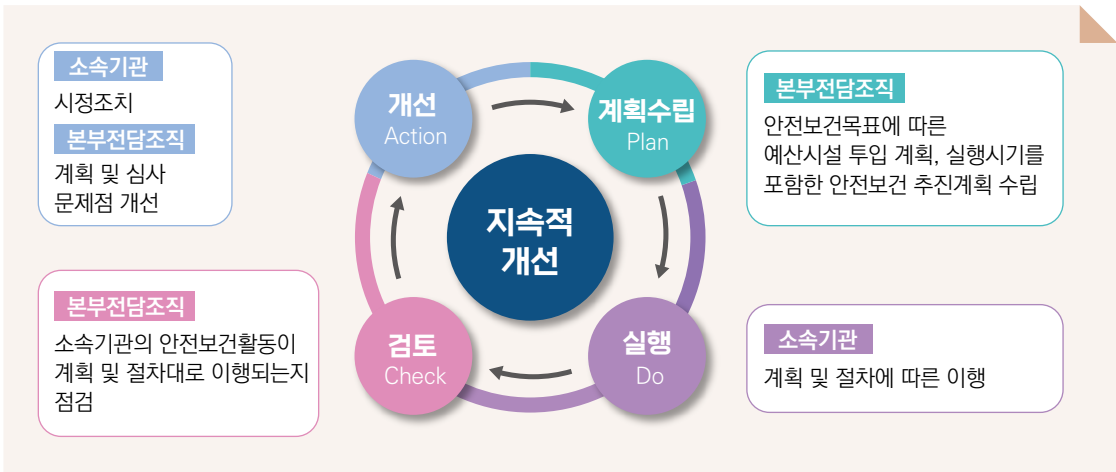 소속기관
시정조치
본부전담조직
계획 및 심사
문제점 개선
개선
Action
계획수립
Plan
본부전담조직
안전보건목표에 따른
예산시설 투입 계획, 실행시기를
포함한 안전보건 추진계획 수립
지속적
개선
본부전담조직
소속기관의 안전보건활동이
계획 및 절차대로 이행되는지
점검
검토
Check
실행
Do
소속기관
계획 및 절차에 따른 이행